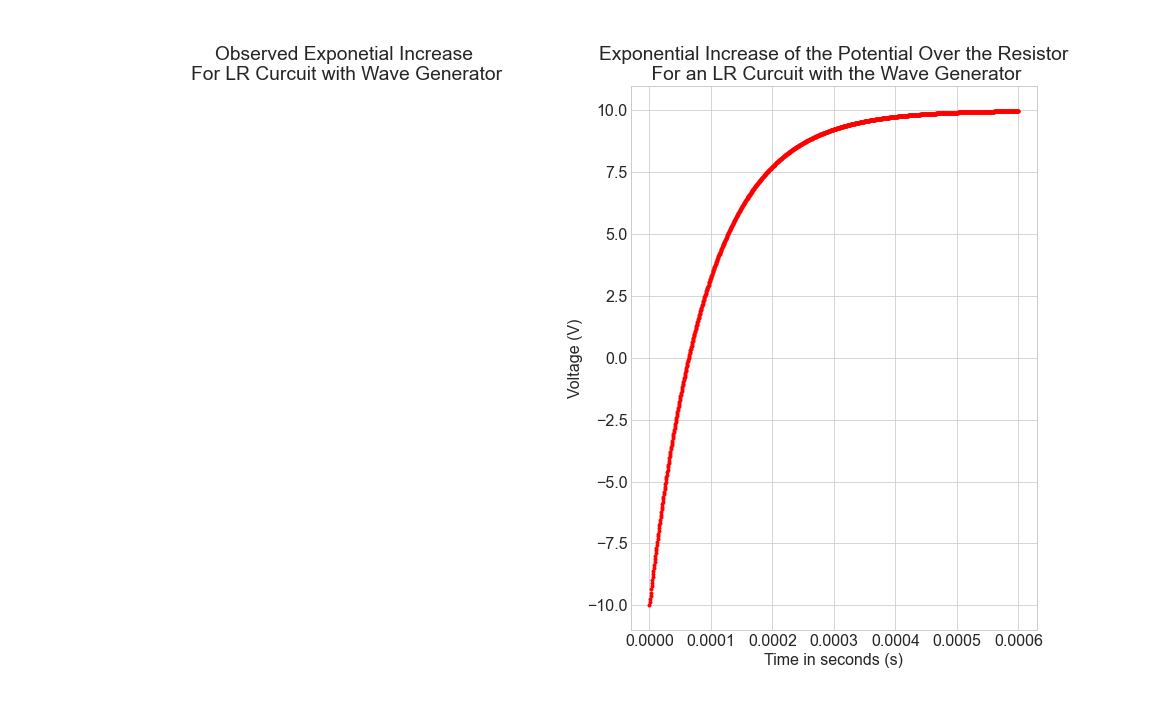 Observed Exponetial Increase
For LR Curcuit with Wave Generator
Exponential Increase of the Potential Over the Resistor
For an LR Curcuit with the Wave Generator
10.0
7.5
5.0
2.5
0.0
−2.5
−5.0
−7.5
−10.0
Voltage (V)
0.0000 0.0001 0.0002 0.0003 0.0004 0.0005 0.0006
Time in seconds (s)